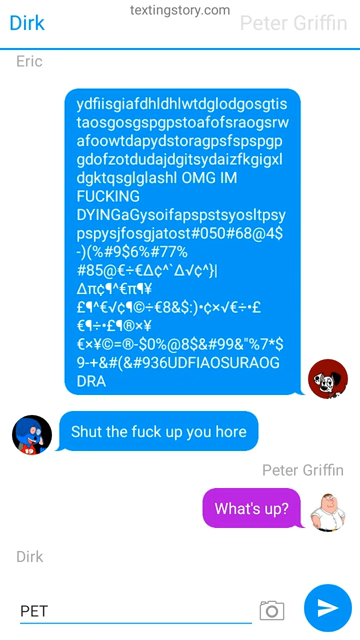 textingstory.com
Dirk
Peter Griffin
Eric
ydfiisgiafdhldhlwtdglodgosgtis
taosgosgspgpstoafofsraogsrw
afoowtdapydstoragpsfspspgp
gdofzotdudajdgitsydaizfkgigxl
dgktqsglglashl OMG IM
FUCKING
DYINGaGysoifapspstsyosltpsy
pspysjfosgjatost#050#68@4$
-)(%#9$6%#77%
#85@€÷€∆¢^`∆√¢^}|
∆π¢¶^€π¶¥
£¶^€√¢¶©÷€8&$:)•¢×√€÷•£
€¶÷•£¶®×¥
€×¥©=®-$0%@8$&#99&"%7*$
9-+&#(&#936UDFIAOSURAOG
DRA
Shut the fuck up you hore
Peter Griffin
What's up?
Dirk
PET